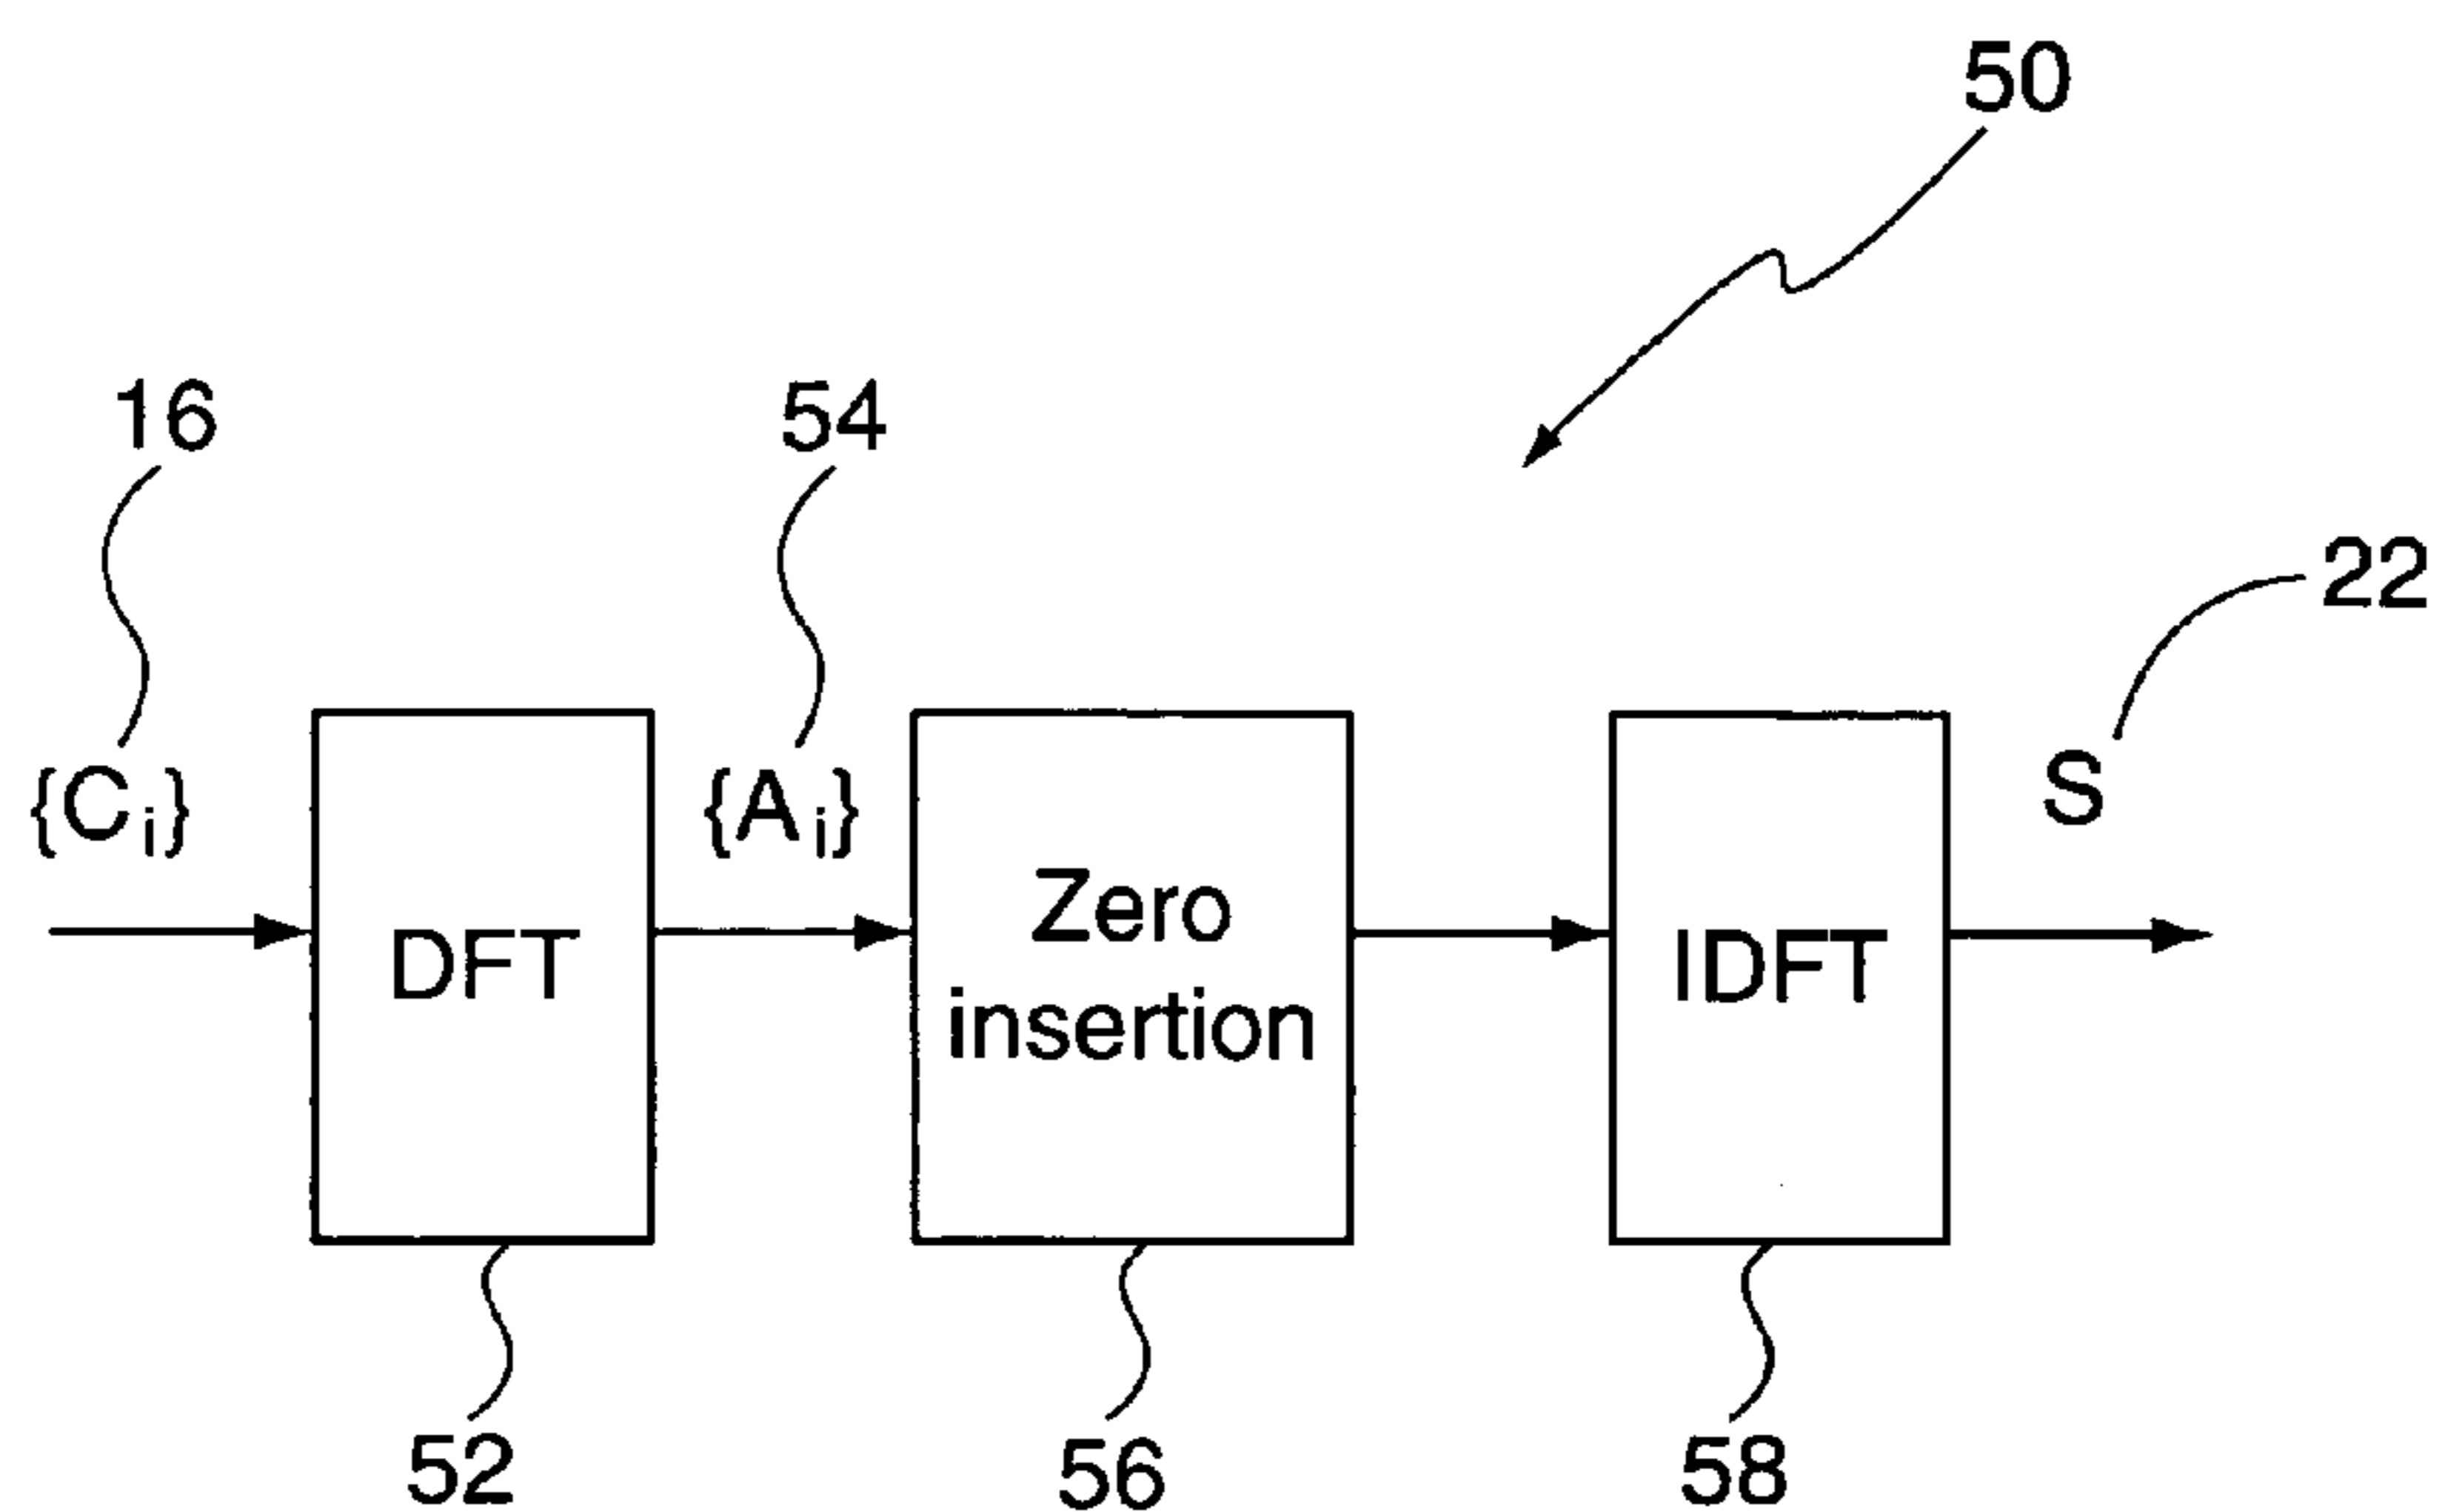 50
16
54
22
{Ci}
{Ai}
S
DFT
Zero
insertion
IDFT
52
56
58